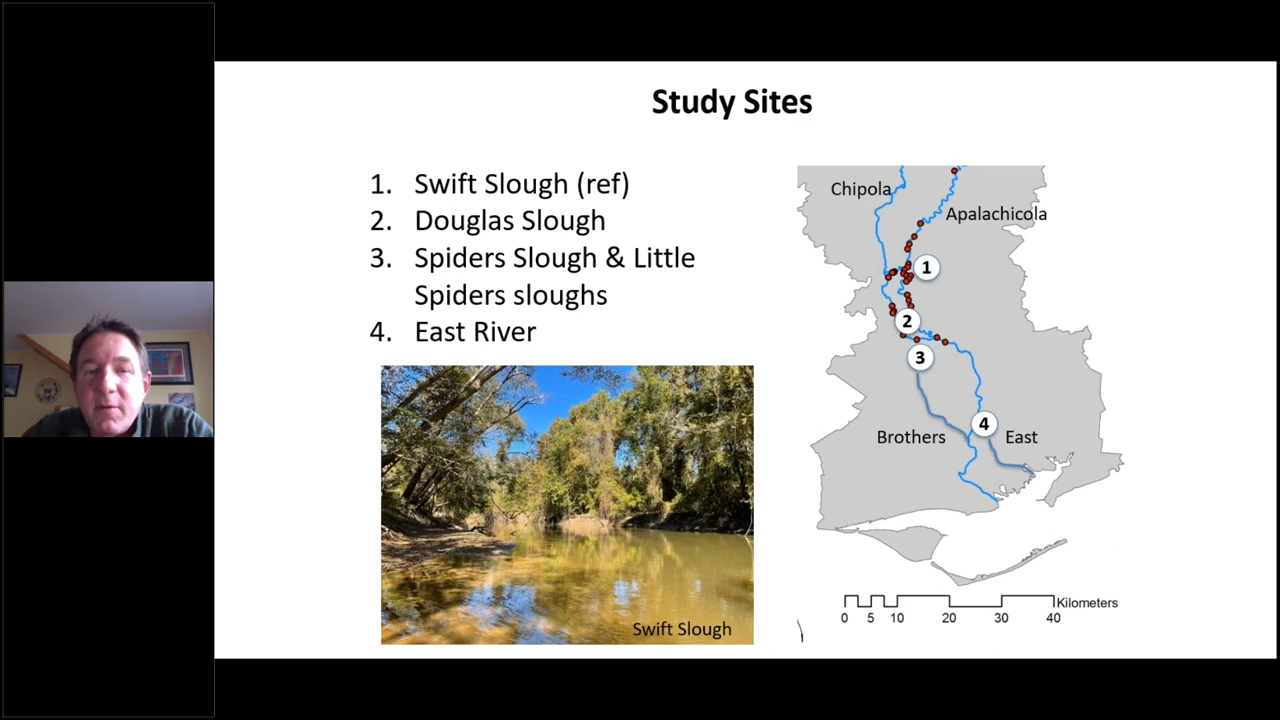 Study Sites
1. Swift Slough (ref)
2. Douglas Slough
3. Spiders Slough & Little
Spiders sloughs
4. East River
Swift Slough
Chipola
Apalachicola
1
2
3
4
Brothers
East
Kilometers
0 5 10 20 30 40